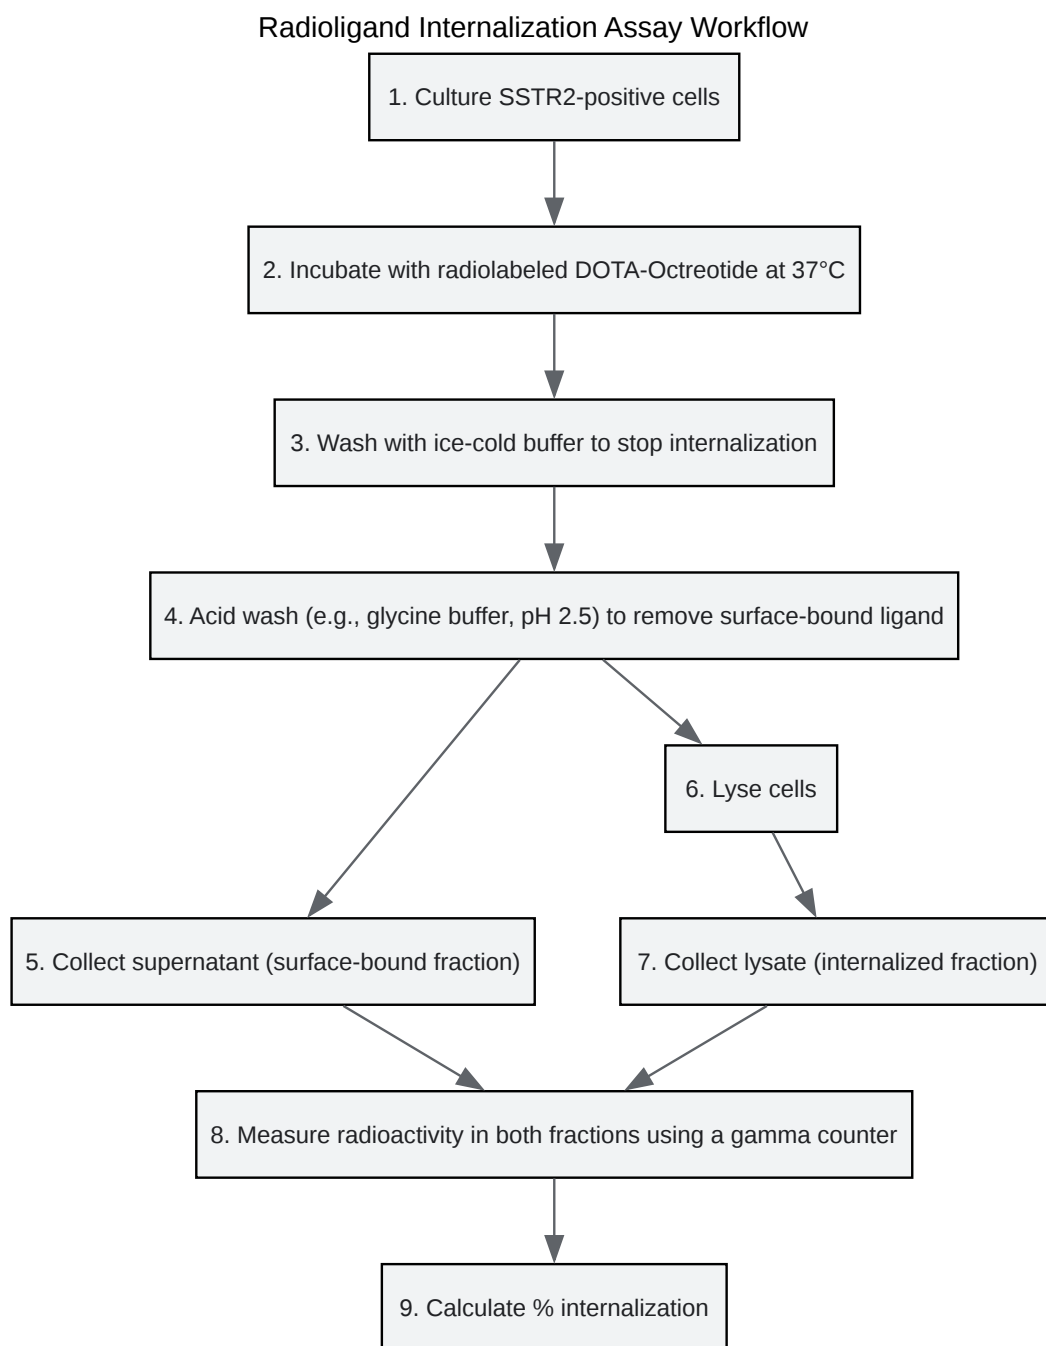 Radioligand Internalization Assay Workflow
1. Culture SSTR2-positive cells
2. Incubate with radiolabeled DOTA-Octreotide at 37°C
3. Wash with ice-cold buffer to stop internalization
4. Acid wash (e.g., glycine buffer, pH 2.5) to remove surface-bound ligand
6. Lyse cells
5. Collect supernatant (surface-bound fraction)
7. Collect lysate (internalized fraction)
8. Measure radioactivity in both fractions using a gamma counter
9. Calculate % internalization